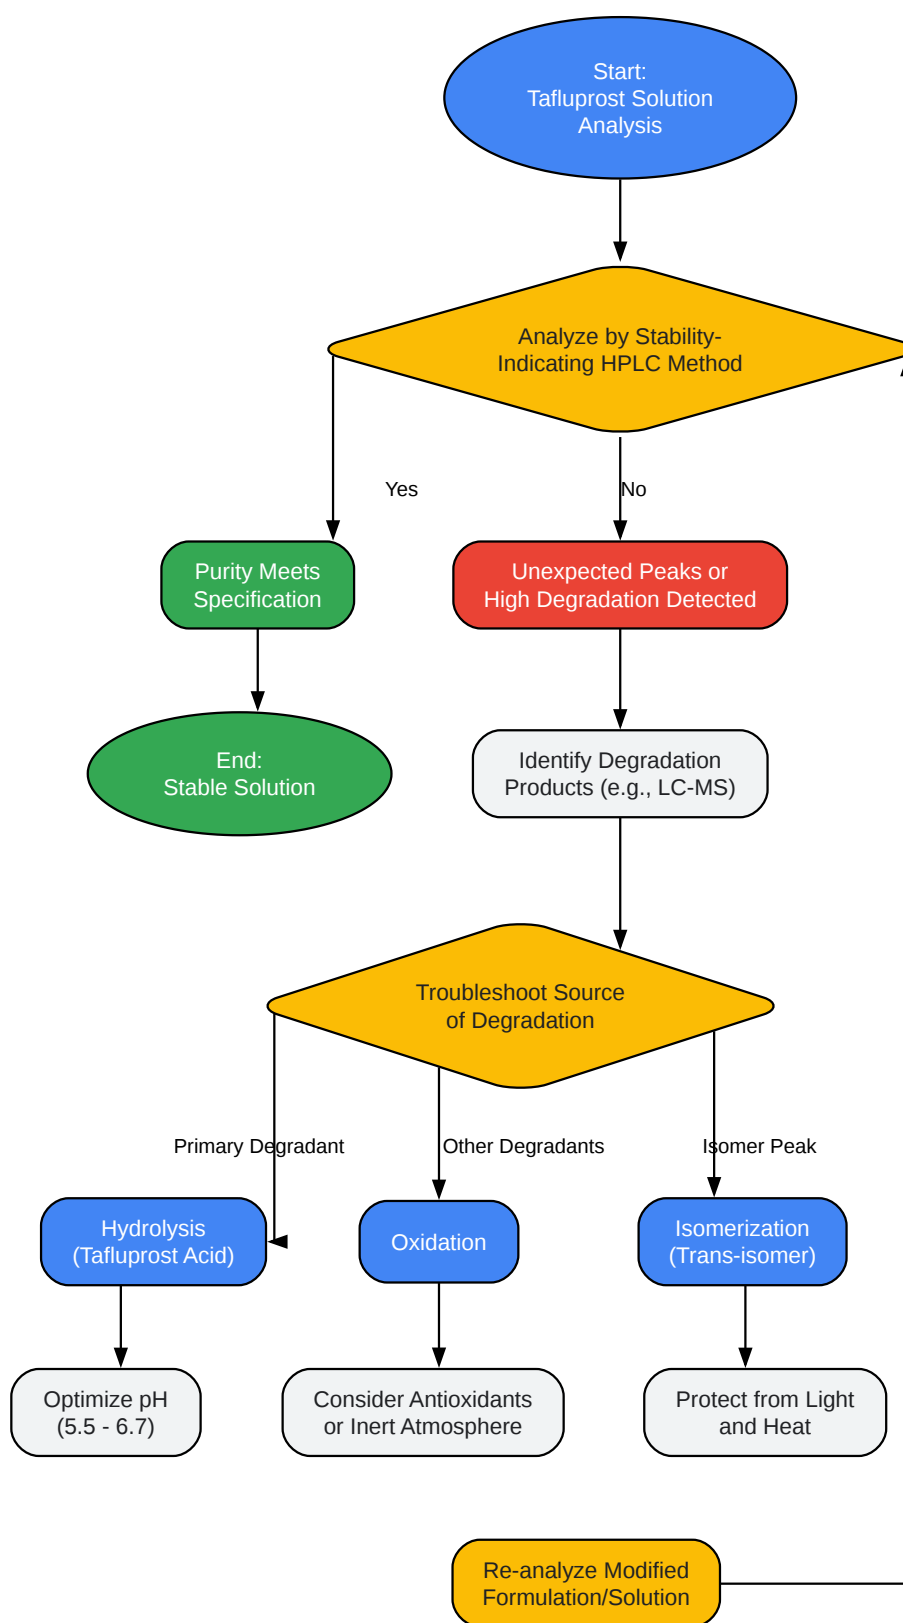 Start:
Tafluprost Solution
Analysis
Analyze by Stability-
Indicating HPLC Method
Yes
No
Purity Meets
Specification
Unexpected Peaks or
High Degradation Detected
End:
Stable Solution
Identify Degradation
Products (e.g., LC-MS)
Troubleshoot Source
of Degradation
Primary Degradant
Other Degradants
Isomer Peak
Hydrolysis
(Tafluprost Acid)
Oxidation
Isomerization
(Trans-isomer)
Optimize pH
(5.5 - 6.7)
Consider Antioxidants
or Inert Atmosphere
Protect from Light
and Heat
Re-analyze Modified
Formulation/Solution